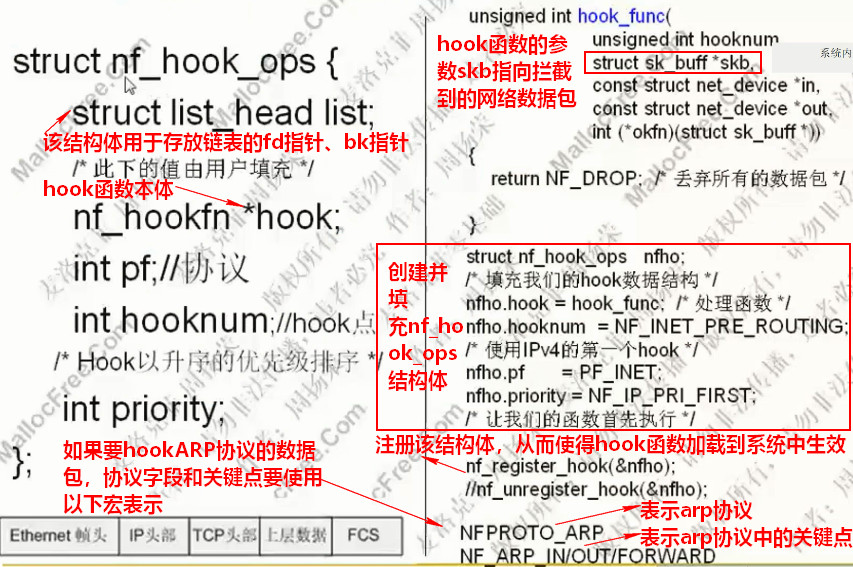 struct nf_hook_ops {
struct list_head list;
该结构体用于存放链表的fd指针、bk指针
/* 此下的值由用户填充 */
hook函数本体
nf_hookfn *hook;
int pf;//协议
int hooknum;//hook点
/* Hook以升序的优先级排序 */
int priority;
};
如果要hookARP协议的数据
包，协议字段和关键点要使用
以下宏表示
Ethernet 帧头 IP头部 TCP头部 上层数据 FCS
unsigned int hook_func(
unsigned int hooknum
struct sk_buff *skb,
const struct net_device *in,
const struct net_device *out,
int (*okfn)(struct sk_buff *))
hook函数的参
数skb指向拦截
到的网络数据包
系统内
{
return NF_DROP; /* 丢弃所有的数据包 */
}
创建并
填
充nf_ho
ok_ops
结构体
struct nf_hook_ops nfho;
/* 填充我们的hook数据结构 */
nfho.hook = hook_func; /* 处理函数 */
nfho.hooknum = NF_INET_PRE_ROUTING;
/* 使用IPv4的第一个hook */
nfho.pf = PF_INET;
nfho.priority = NF_IP_PRI_FIRST;
/* 让我们的函数首先执行 */
注册该结构体，从而使得hook函数加载到系统中生效
nf_register_hook(&nfho);
//nf_unregister_hook(&nfho);
表示arp协议
NFPROTO_ARP
表示arp协议中的关键点
NF_ARP_IN/OUT/FORWARD
MallocFree.Com